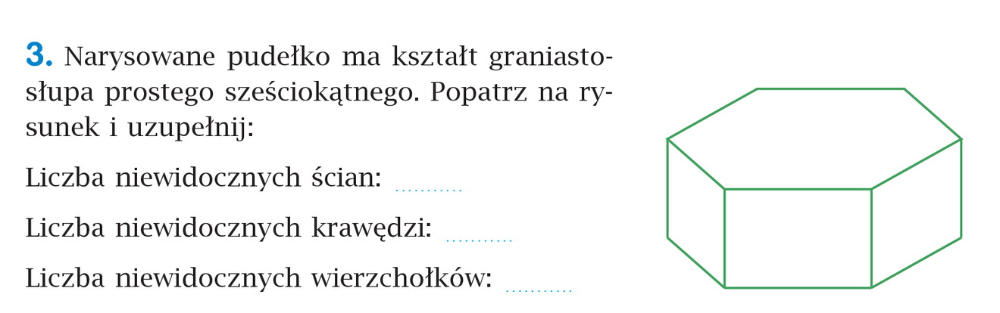 3. Narysowane pudełko ma kształt graniasto-
słupa prostego sześciokątnego. Popatrz na ry-
sunek i uzupełnij:
Liczba niewidocznych ścian: ...........
Liczba niewidocznych krawędzi: ...........
Liczba niewidocznych wierzchołków: ...........